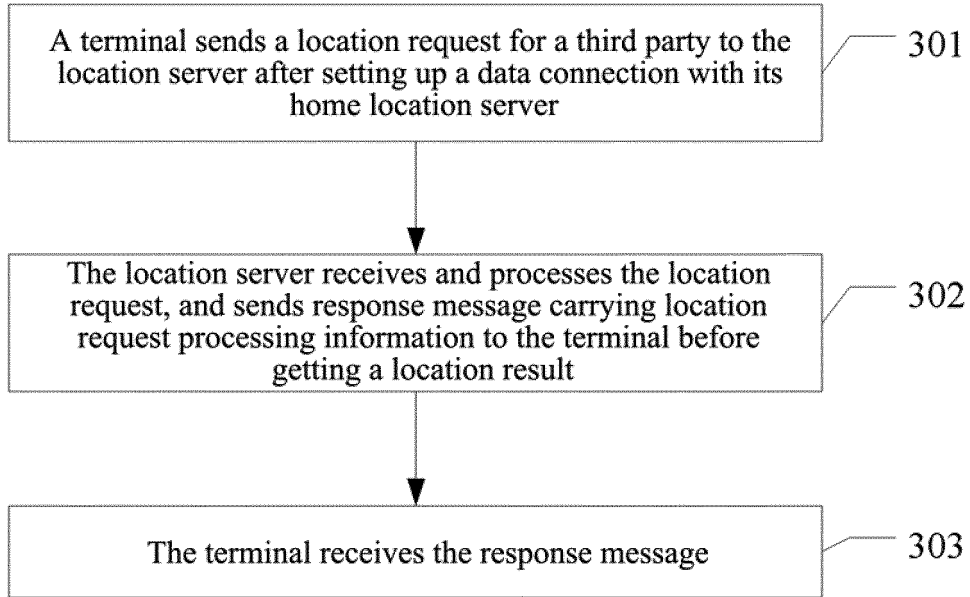 A terminal sends a location request for a third party to the
location server after setting up a data connection with its
home location server
301
The location server receives and processes the location
request, and sends response message carrying location
request processing information to the terminal before
getting a location result
302
The terminal receives the response message
303